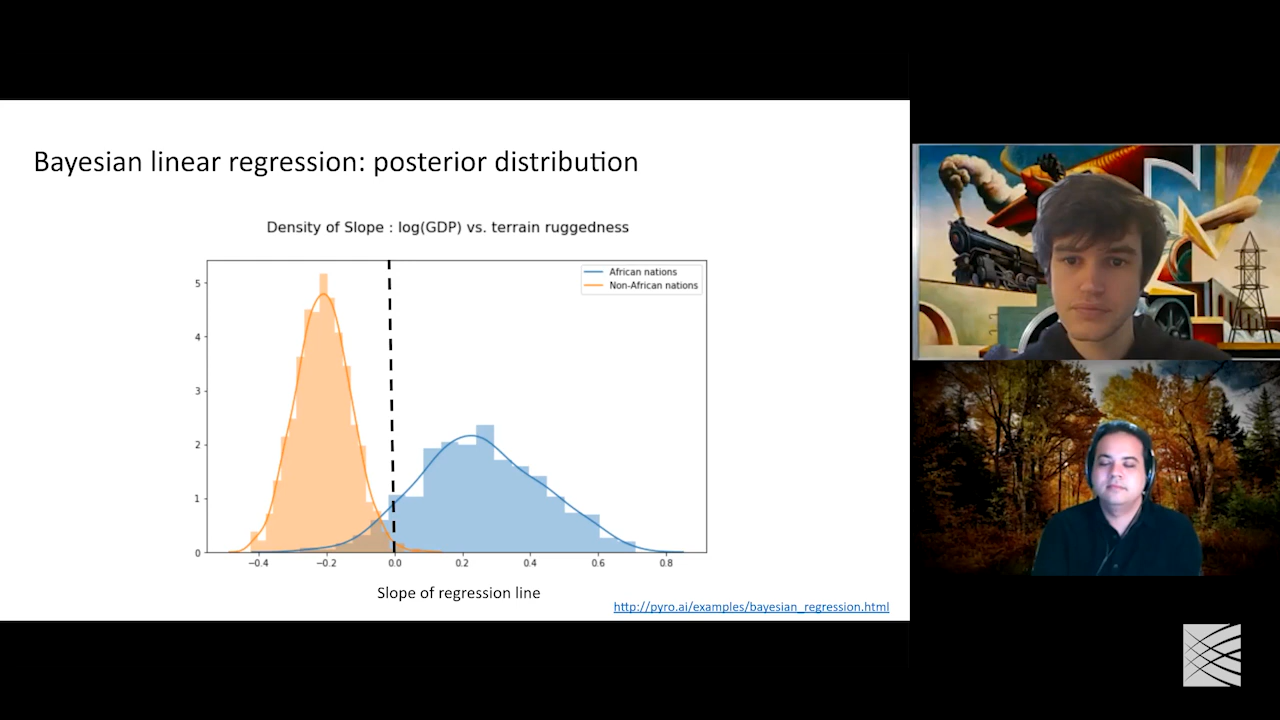 Bayesian linear regression: posterior distribution
Density of Slope : log(GDP) vs. terrain ruggedness
African nations
Non-African nations
5
4
3
2
1
0
−0.4
−0.2
0.0
0.2
0.4
0.6
0.8
Slope of regression line
http://pyro.ai/examples/bayesian_regression.html